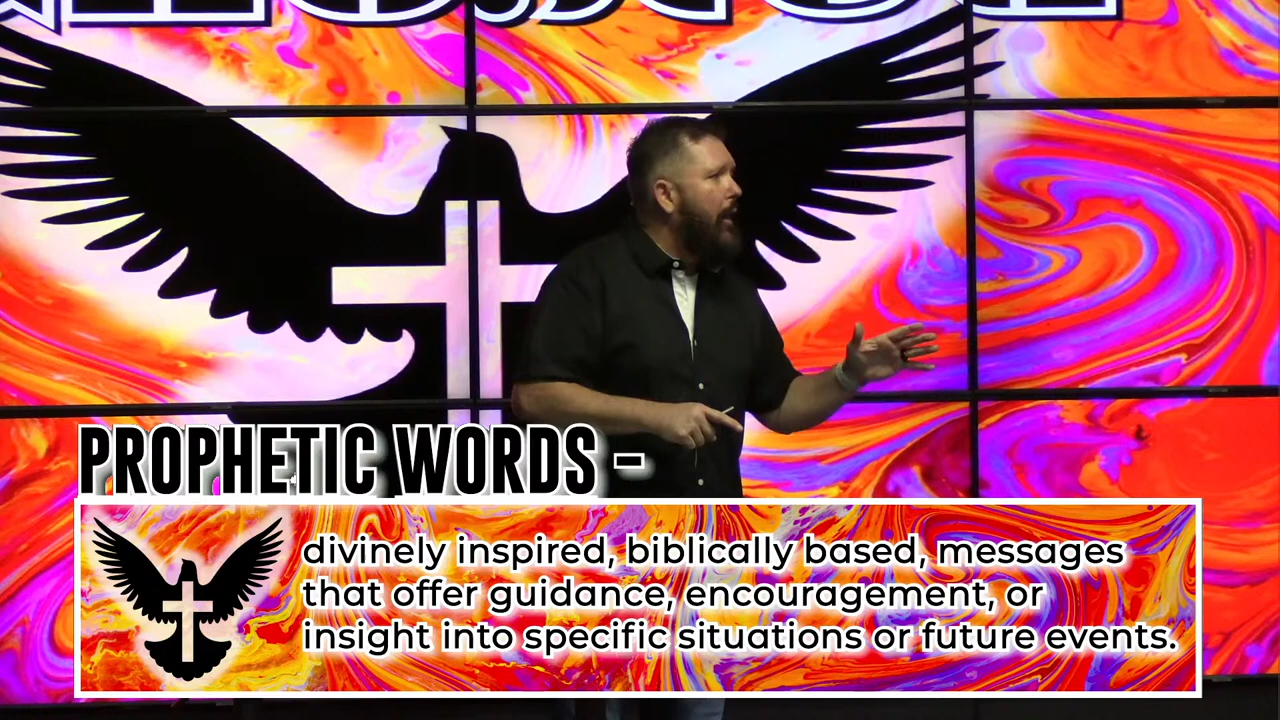 PROPHETIC WORDS –
divinely inspired, biblically based, messages
that offer guidance, encouragement, or
insight into specific situations or future events.